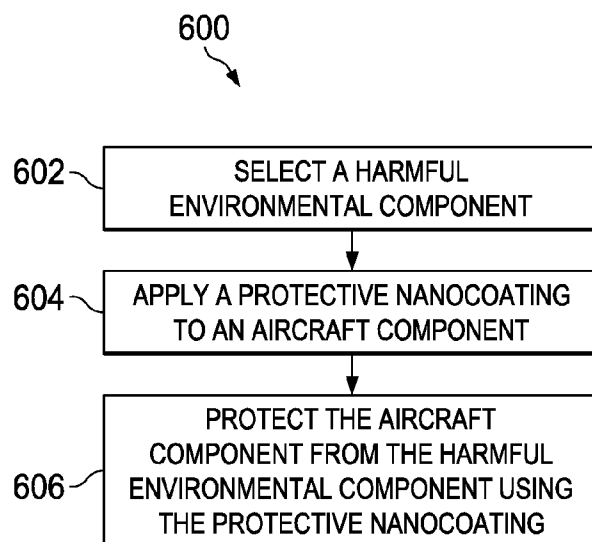 600
602
SELECT A HARMFUL
ENVIRONMENTAL COMPONENT
604
APPLY A PROTECTIVE NANOCOATING
TO AN AIRCRAFT COMPONENT
606
PROTECT THE AIRCRAFT
COMPONENT FROM THE HARMFUL
ENVIRONMENTAL COMPONENT USING
THE PROTECTIVE NANOCOATING